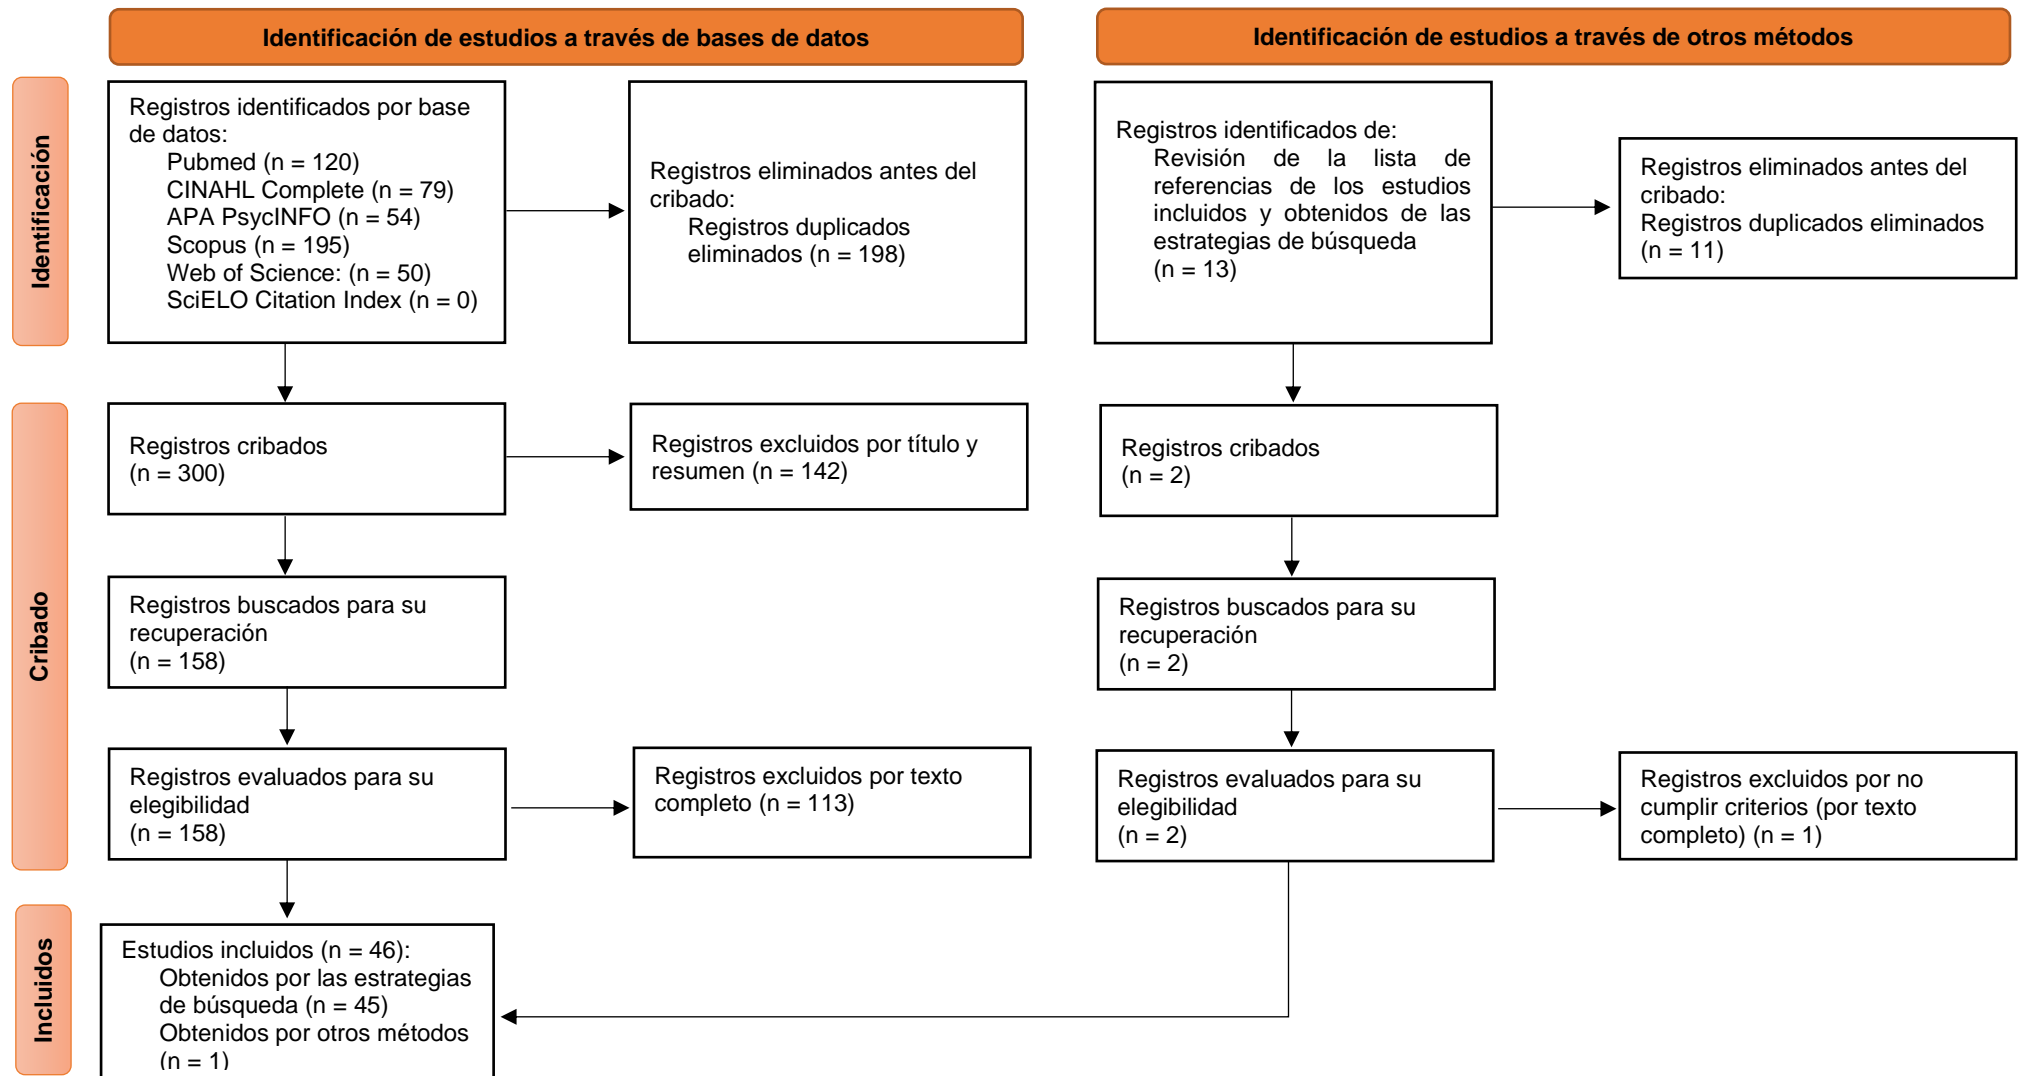 Identificación de estudios a través de bases de datos
Identificación de estudios a través de otros métodos
Identificación
Registros identificados por base
de datos:
Pubmed (n = 120)
CINAHL Complete (n = 79)
APA PsycINFO (n = 54)
Scopus (n = 195)
Web of Science: (n = 50)
SciELO Citation Index (n = 0)
Registros eliminados antes del
cribado:
Registros duplicados
eliminados (n = 198)
Registros identificados de:
Revisión de la lista de
referencias de los estudios
incluidos y obtenidos de las
estrategias de búsqueda
(n = 13)
Registros eliminados antes del
cribado:
Registros duplicados eliminados
(n = 11)
Cribado
Registros cribados
(n = 300)
Registros excluidos por título y
resumen (n = 142)
Registros cribados
(n = 2)
Registros buscados para su
recuperación
(n = 158)
Registros buscados para su
recuperación
(n = 2)
Registros evaluados para su
elegibilidad
(n = 158)
Registros excluidos por texto
completo (n = 113)
Registros evaluados para su
elegibilidad
(n = 2)
Registros excluidos por no
cumplir criterios (por texto
completo) (n = 1)
Incluidos
Estudios incluidos (n = 46):
Obtenidos por las estrategias
de búsqueda (n = 45)
Obtenidos por otros métodos
(n = 1)